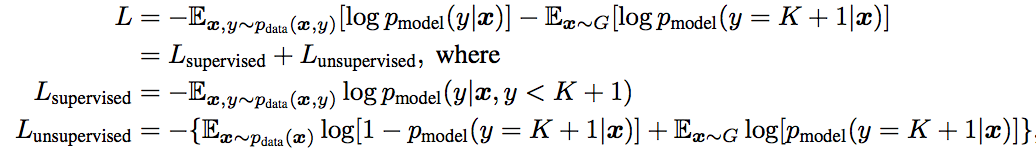 L = −𝔼_{x,y∼p_data(x,y)}[log p_model(y|x)] − 𝔼_{x∼G}[log p_model(y = K + 1|x)]
= L_supervised + L_unsupervised, where
L_supervised = −𝔼_{x,y∼p_data(x,y)} log p_model(y|x, y < K + 1)
L_unsupervised = −{𝔼_{x∼p_data(x)} log[1 − p_model(y = K + 1|x)] + 𝔼_{x∼G} log[p_model(y = K + 1|x)]},